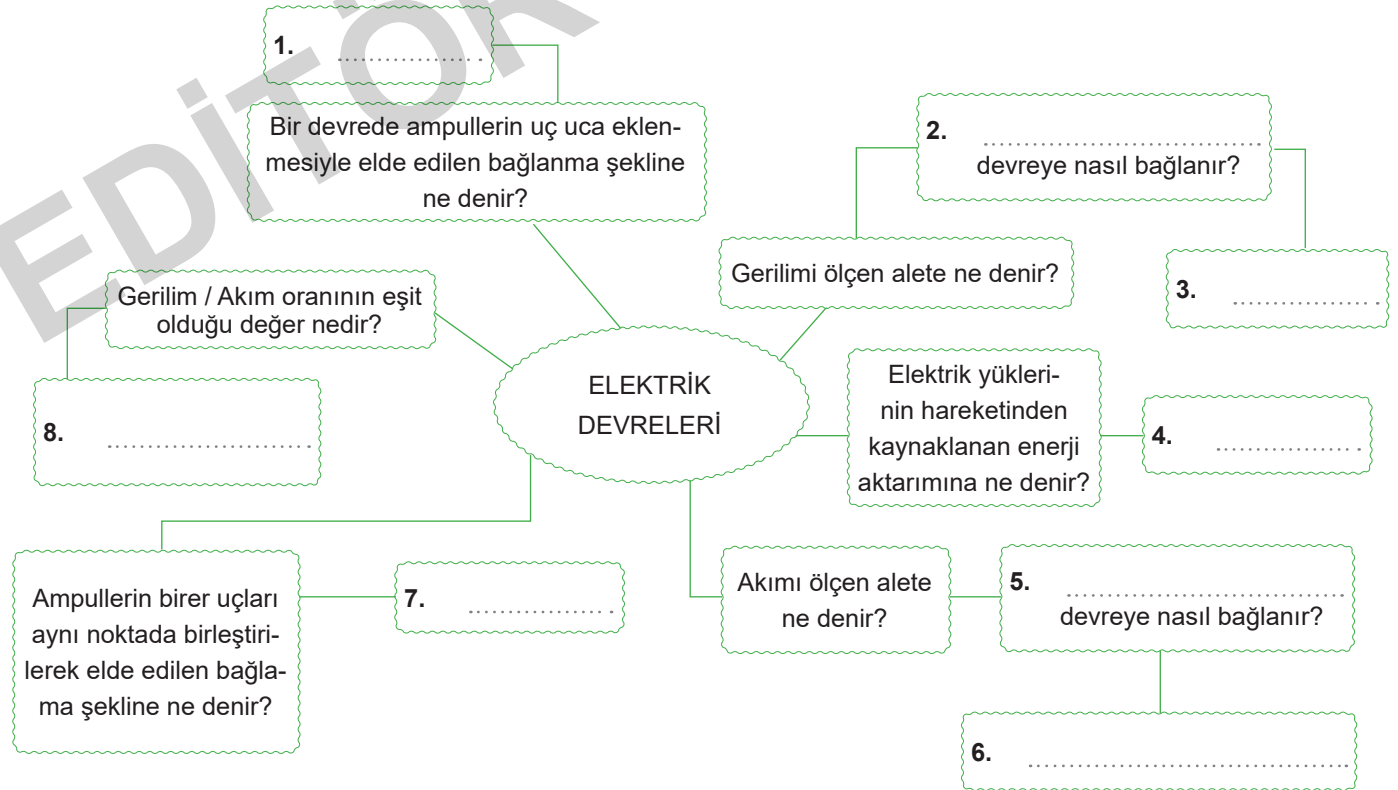 EDİTÖR
1. ....................
Bir devrede ampullerin uç uca eklen-
mesiyle elde edilen bağlanma şekline
ne denir?
2. ........................................
devreye nasıl bağlanır?
Gerilimi ölçen alete ne denir?
3. ....................
Gerilim / Akım oranının eşit
olduğu değer nedir?
ELEKTRİK
DEVRELERİ
Elektrik yükleri-
nin hareketinden
kaynaklanan enerji
aktarımına ne denir?
4. ....................
8. .............................
Ampullerin birer uçları
aynı noktada birleştiri-
lerek elde edilen bağla-
ma şekline ne denir?
7. ....................
Akımı ölçen alete
ne denir?
5. ........................................
devreye nasıl bağlanır?
6. ..............................................